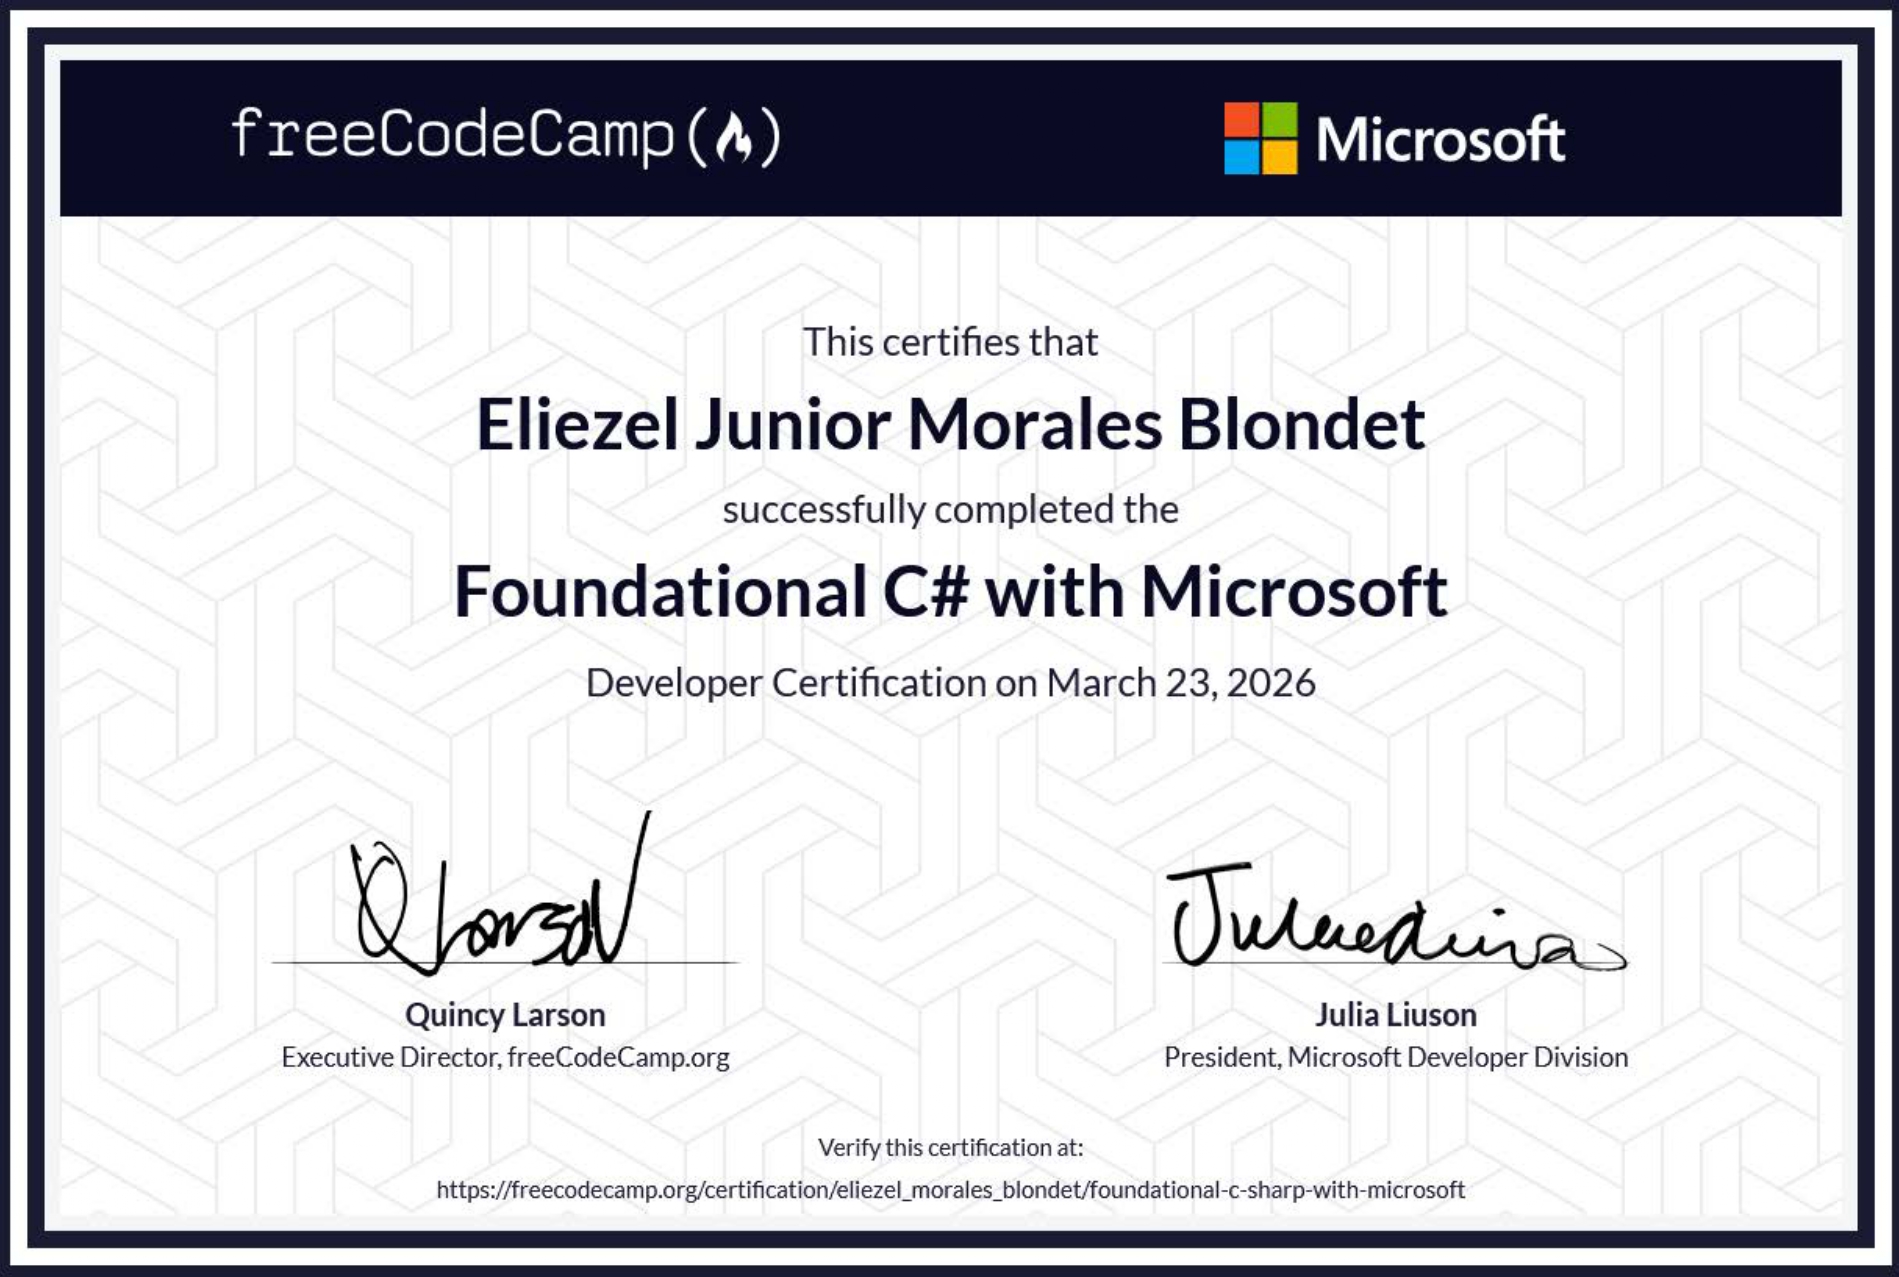 freeCodeCamp(🔥)
Microsoft
This certifies that
Eliezel Junior Morales Blondet
successfully completed the
Foundational C# with Microsoft
Developer Certification on March 23, 2026
Quincy Larson
Executive Director, freeCodeCamp.org
Julia Liuson
President, Microsoft Developer Division
Verify this certification at:
https://freecodecamp.org/certification/eliezel_morales_blondet/foundational-c-sharp-with-microsoft